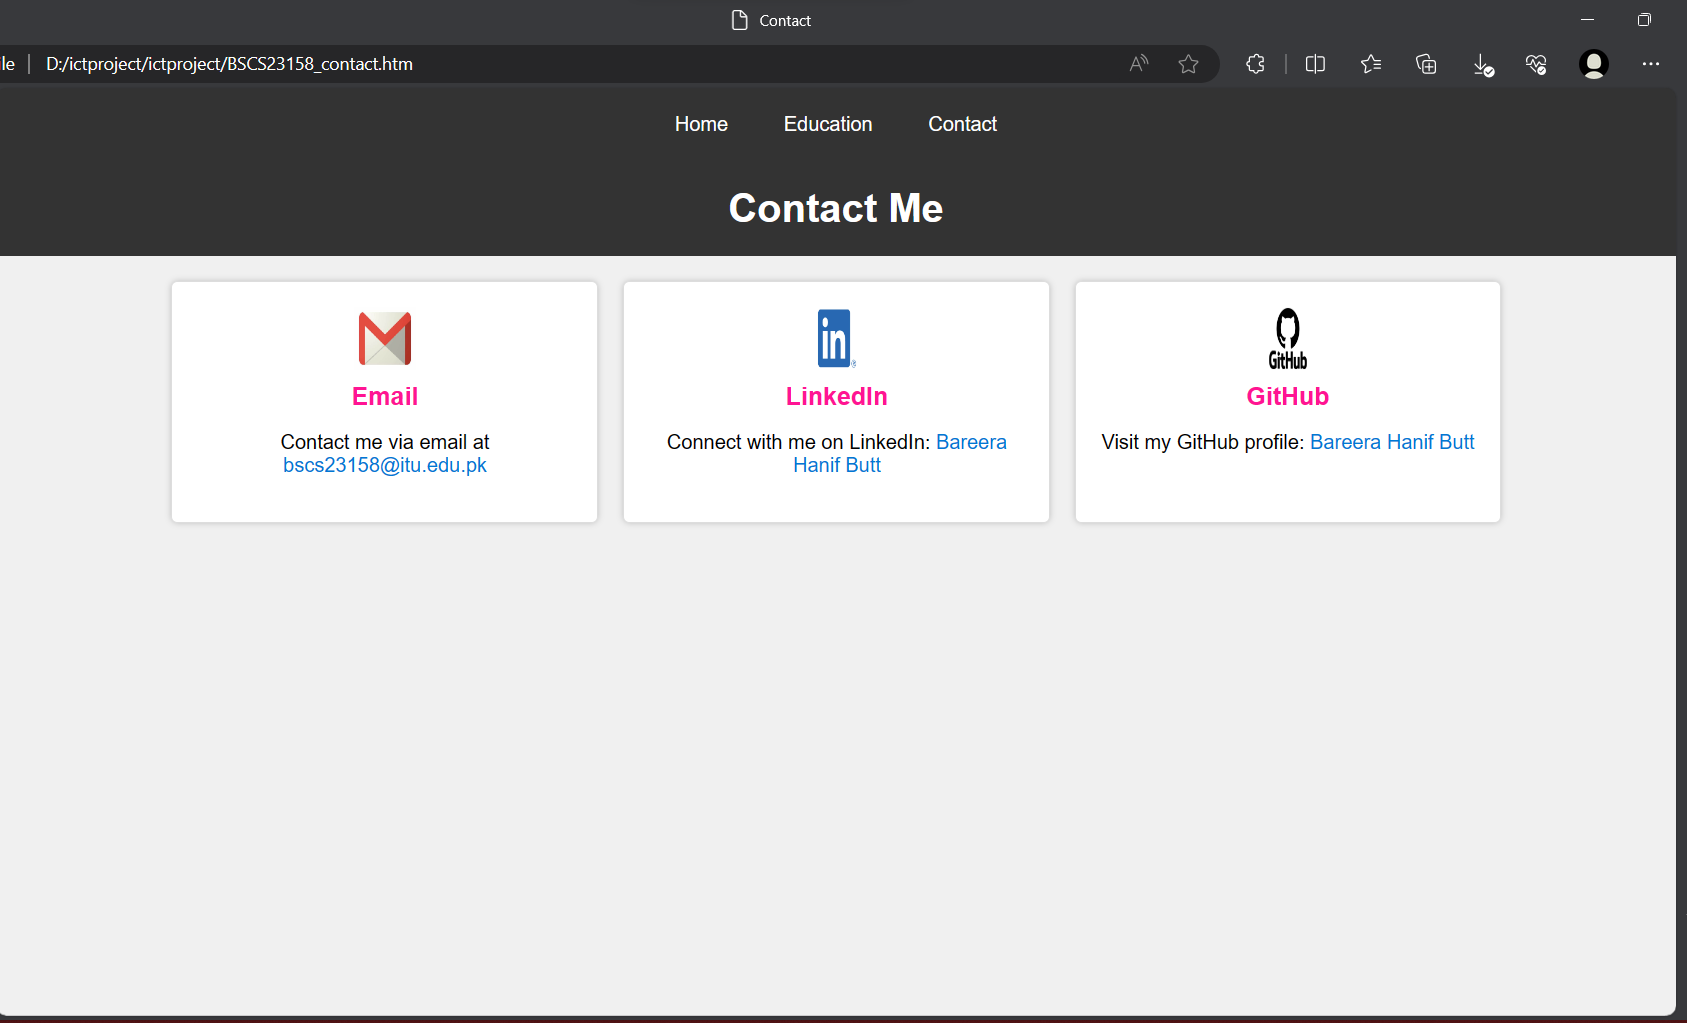 Contact
le
D:/ictproject/ictproject/BSCS23158_contact.htm
Home Education Contact
Contact Me
in
GitHub
Email LinkedIn GitHub
Contact me via email at
bscs23158@itu.edu.pk
Connect with me on LinkedIn: Bareera
Hanif Butt
Visit my GitHub profile: Bareera Hanif Butt